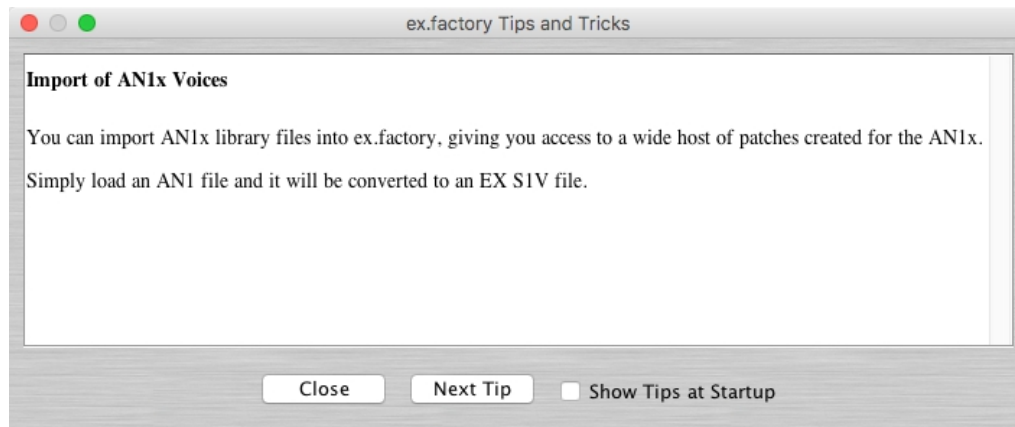 ex.factory Tips and Tricks
Import of AN1x Voices
You can import AN1x library files into ex.factory, giving you access to a wide host of patches created for the AN1x.
Simply load an AN1 file and it will be converted to an EX S1V file.
Close
Next Tip
Show Tips at Startup